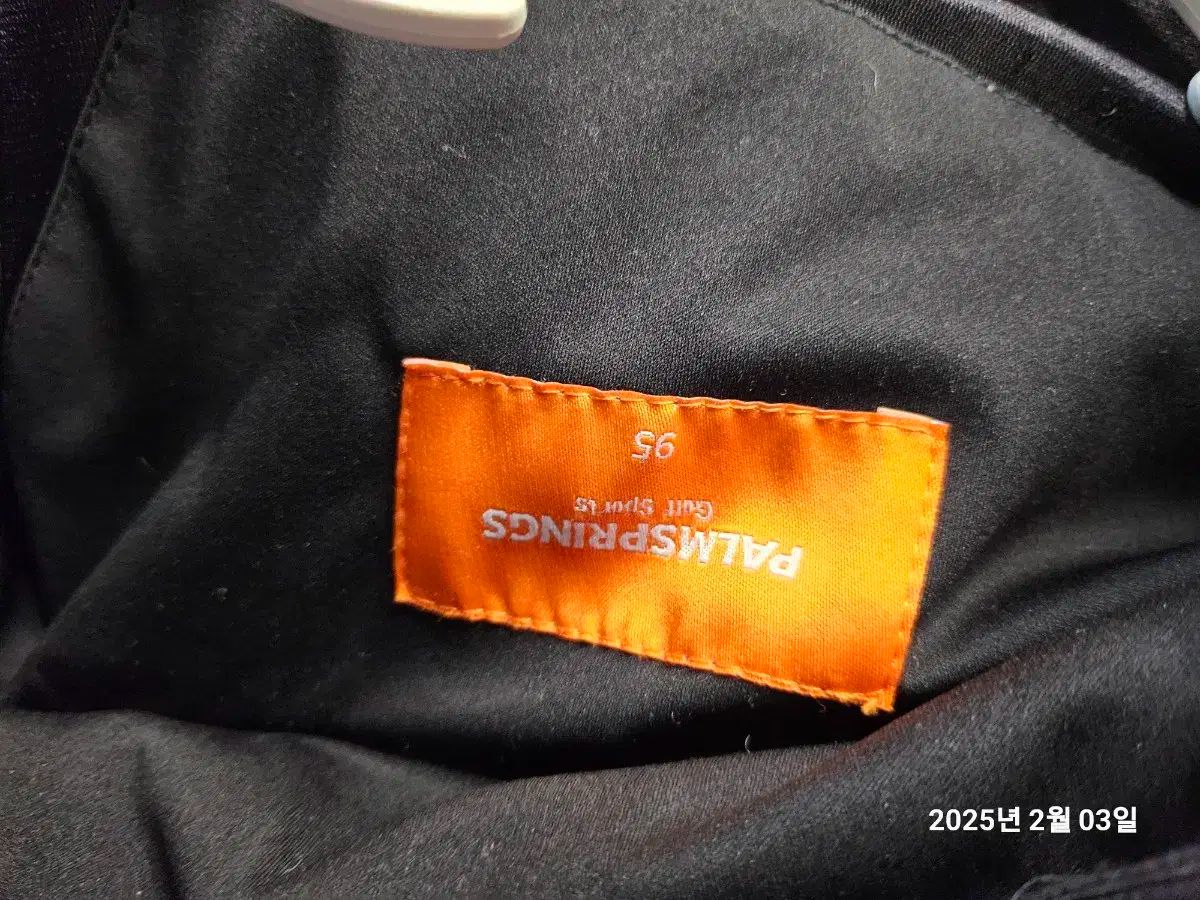 PALMSPRINGS
Golf Sports
95
2025년 2월 03일